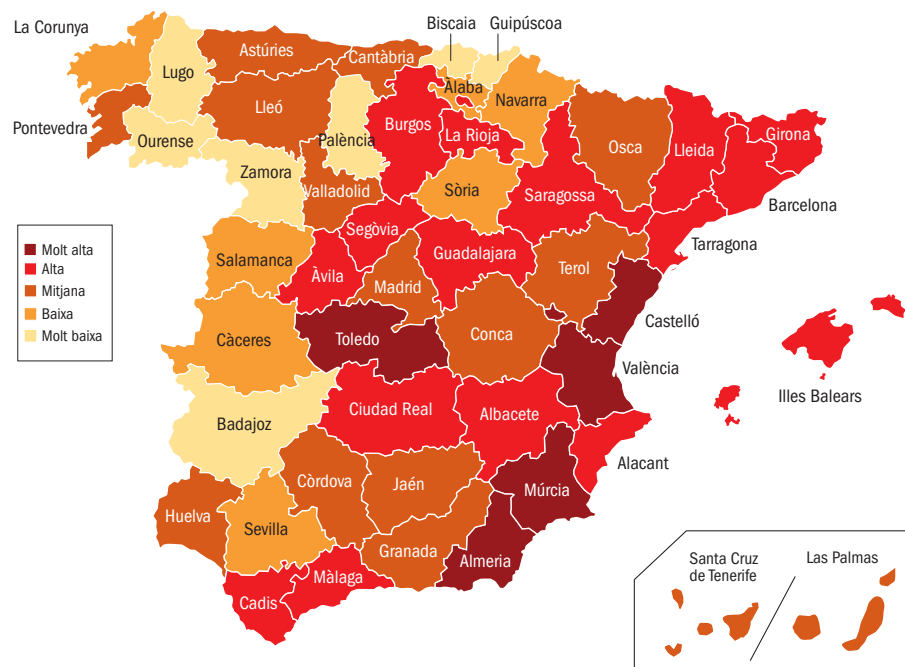 La Corunya
Biscaia
Guipúscoa
Lugo
Astúries
Cantàbria
Àlaba
Navarra
Pontevedra
Lleó
Palència
Burgos
La Rioja
Osca
Lleida
Girona
Ourense
Zamora
Valladolid
Sòria
Saragossa
Barcelona
Segòvia
Guadalajara
Tarragona
Molt alta
Alta
Mitjana
Baixa
Molt baixa
Salamanca
Àvila
Madrid
Terol
Castelló
Càceres
Toledo
Conca
València
Illes Balears
Badajoz
Ciudad Real
Albacete
Alacant
Còrdova
Jaén
Múrcia
Huelva
Sevilla
Granada
Almeria
Cadis
Màlaga
Santa Cruz
de Tenerife
Las Palmas